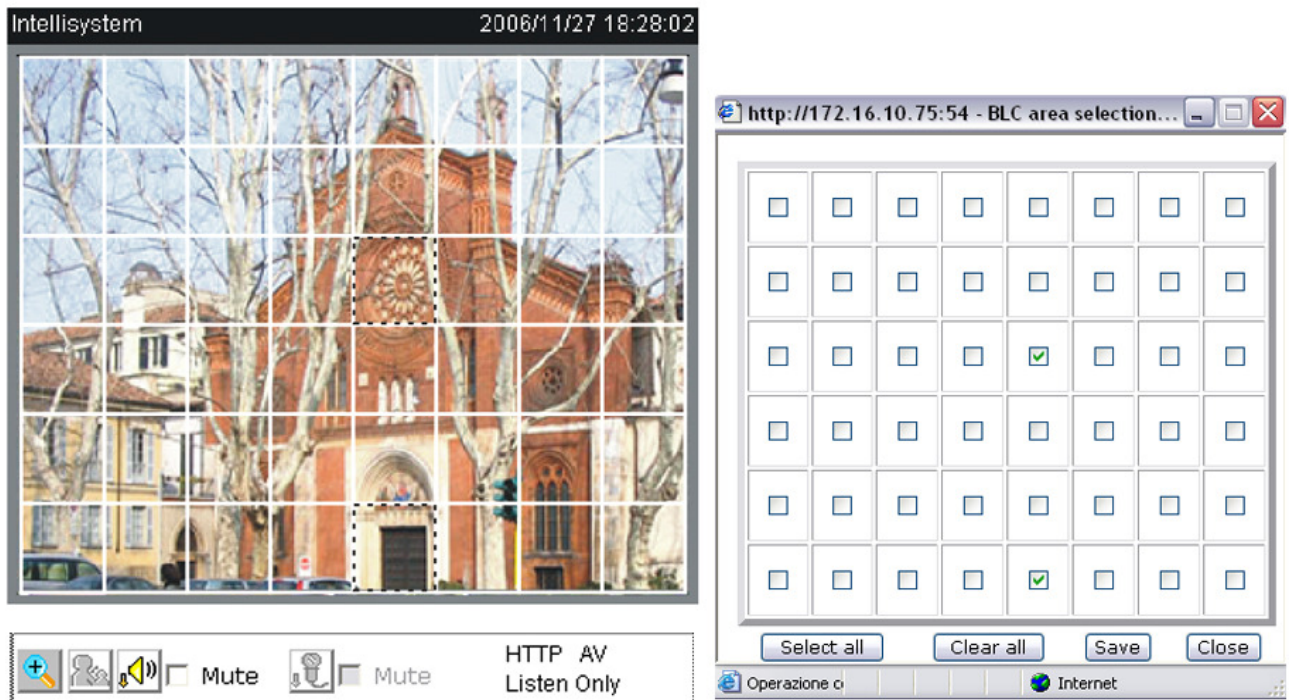 Intellisystem 2006/11/27 18:28:02
http://172.16.10.75:54 - BLC area selection...
Select all Clear all Save Close
Operazione c Internet
Mute Mute HTTP AV
Listen Only